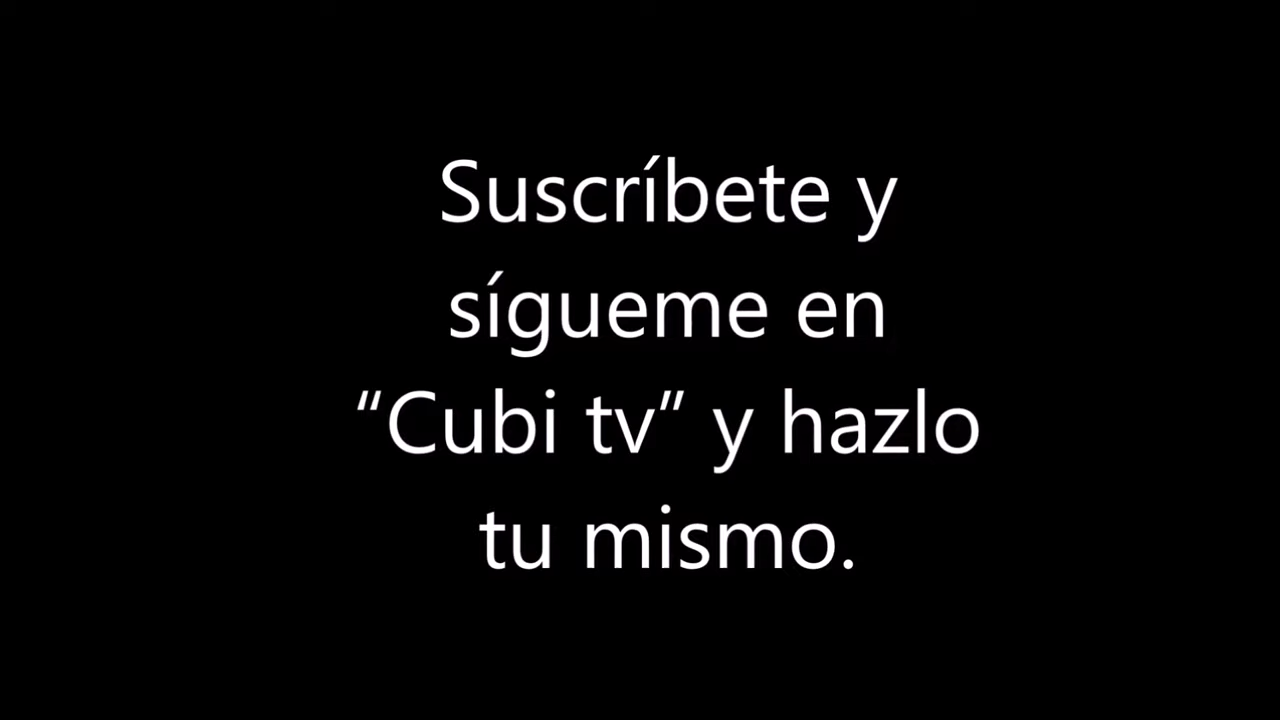 Suscríbete y
sígueme en
“Cubi tv” y hazlo
tu mismo.